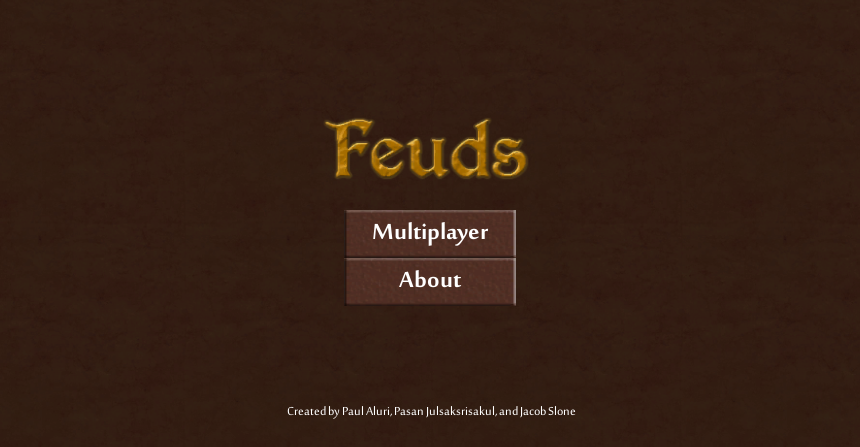 Feuds
Multiplayer
About
Created by Paul Aluri, Pasan Julsaksrisakul, and Jacob Slone